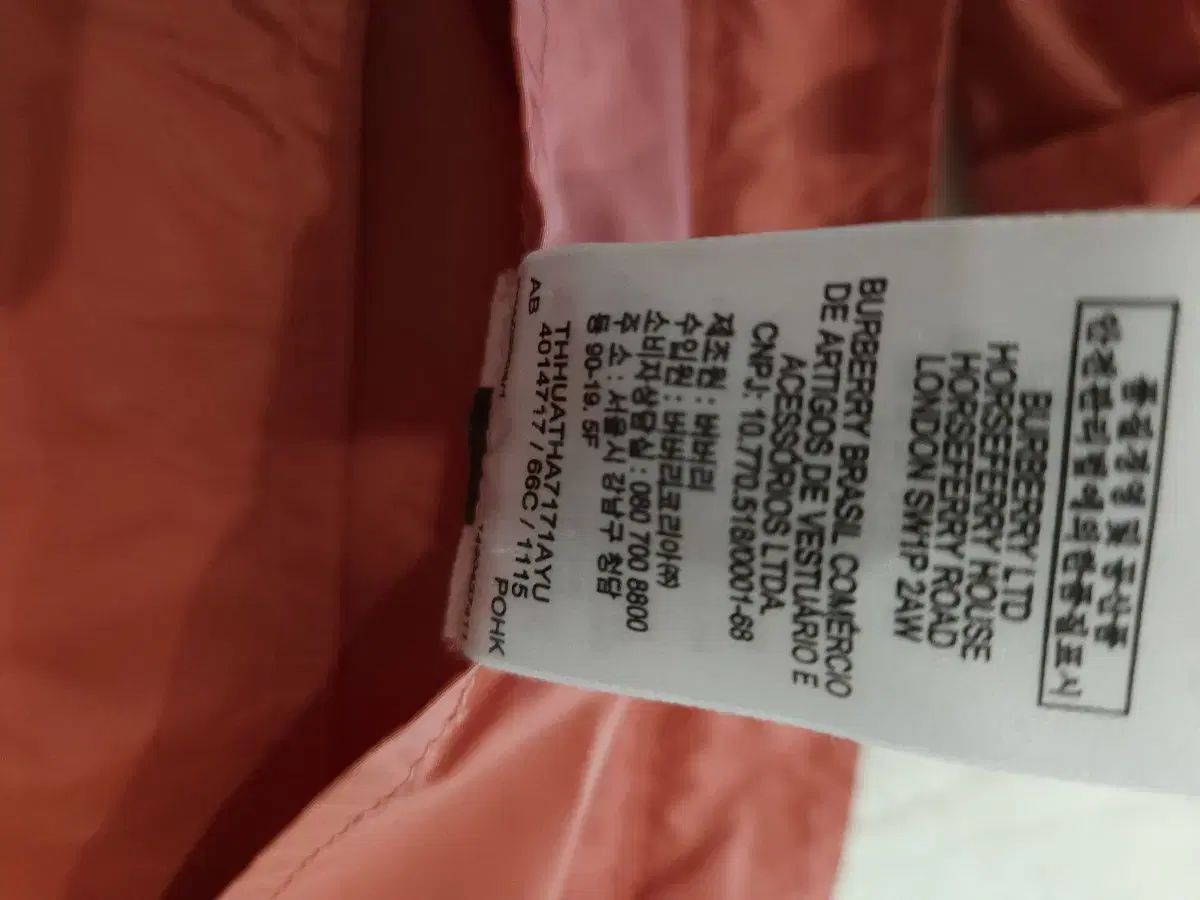 품질경영 및 공산품
안전관리법에 의한 품질표시
BURBERRY LTD
HORSEFERRY HOUSE
HORSEFERRY ROAD
LONDON SW1P 2AW
BURBERRY BRASIL COMÉRCIO
DE ARTIGOS DE VESTUÁRIO E
ACESSÓRIOS LTDA.
CNPJ: 10.770.518/0001-68
제조원 : 버버리
수입원 : 버버리코리아(주)
소비자상담실 : 080 700 8800
주 소 : 서울시 강남구 청담
동 90-19. 5F
THHUATHA7171AYU
4014717 / 66C / 1115
AB POHK